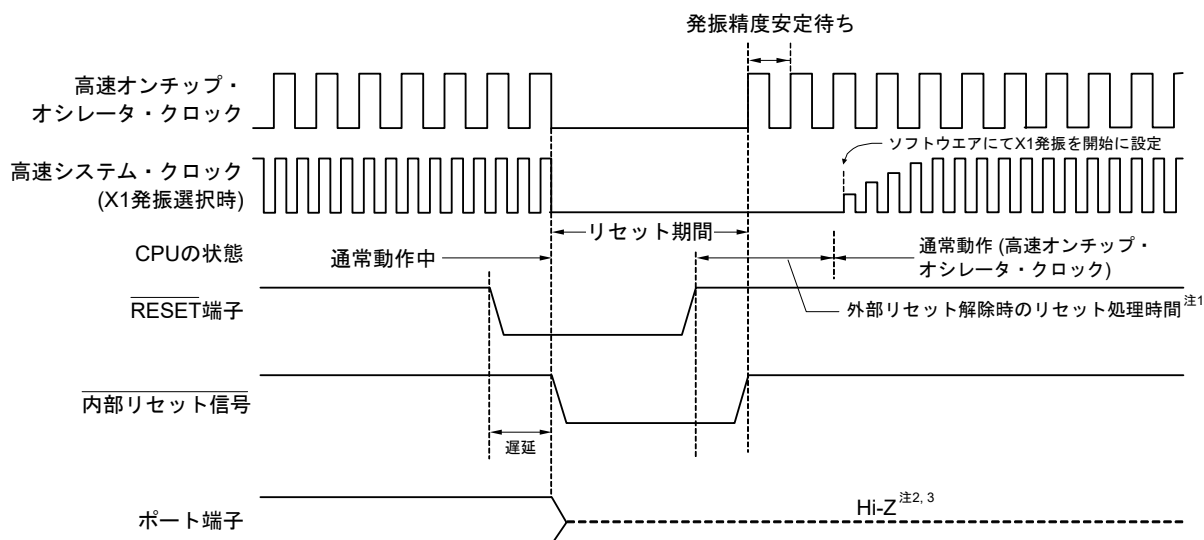 発振精度安定待ち
高速オンチップ・
オシレータ・クロック
ソフトウエアにてX1発振を開始に設定
高速システム・クロック
(X1発振選択時)
リセット期間
CPUの状態
通常動作中
通常動作 (高速オンチップ・
オシレータ・クロック)
RESET端子
外部リセット解除時のリセット処理時間注1
内部リセット信号
遅延
ポート端子
Hi-Z注2, 3